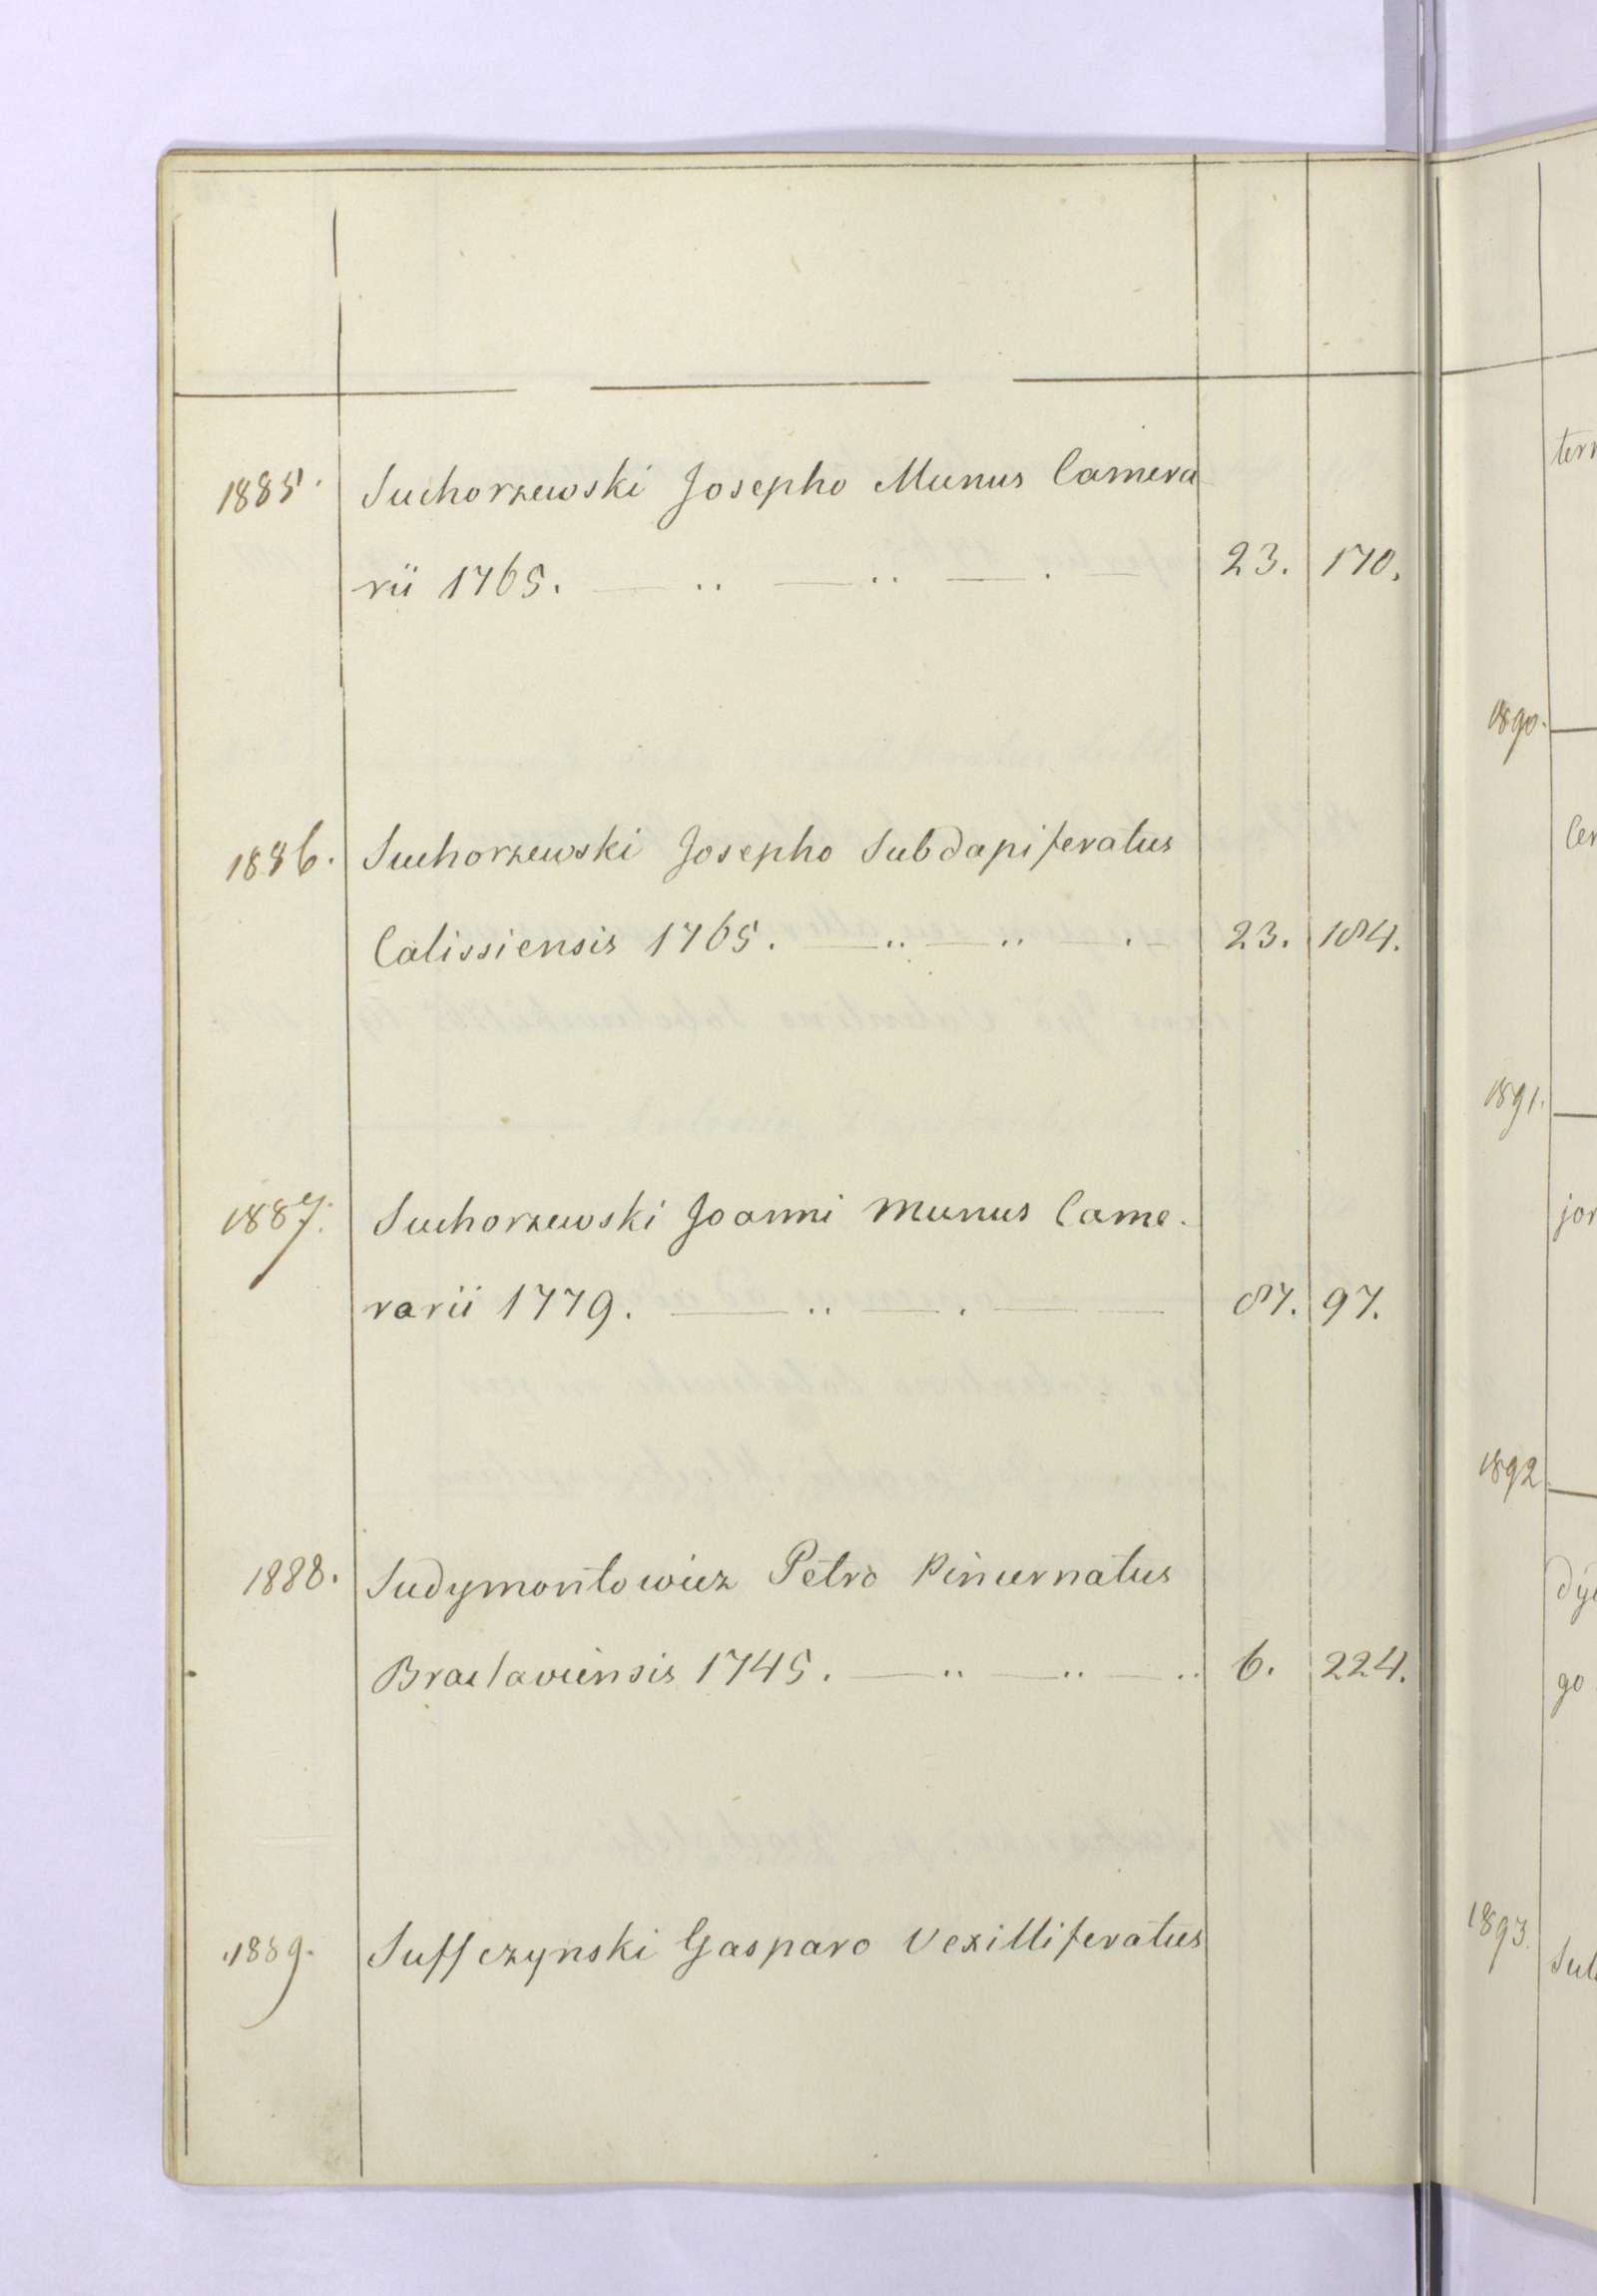 1885. Suchorzewski Josepho Munus Camera
rii 1765. 23. 170.
1886. Suchorzewski Josepho Subdapiferatus
Calissiensis 1765. 23. 184.
1887. Suchorzewski Joanni Munus Came.
rarii 1779. 87. 97.
1888. Sudymontowicz Petro Pincernatus
Braclaviensis 1745. 6. 224.
1889. Suffczynski Gasparo Vexilliferatus
1890.
1891.
1892
1893.